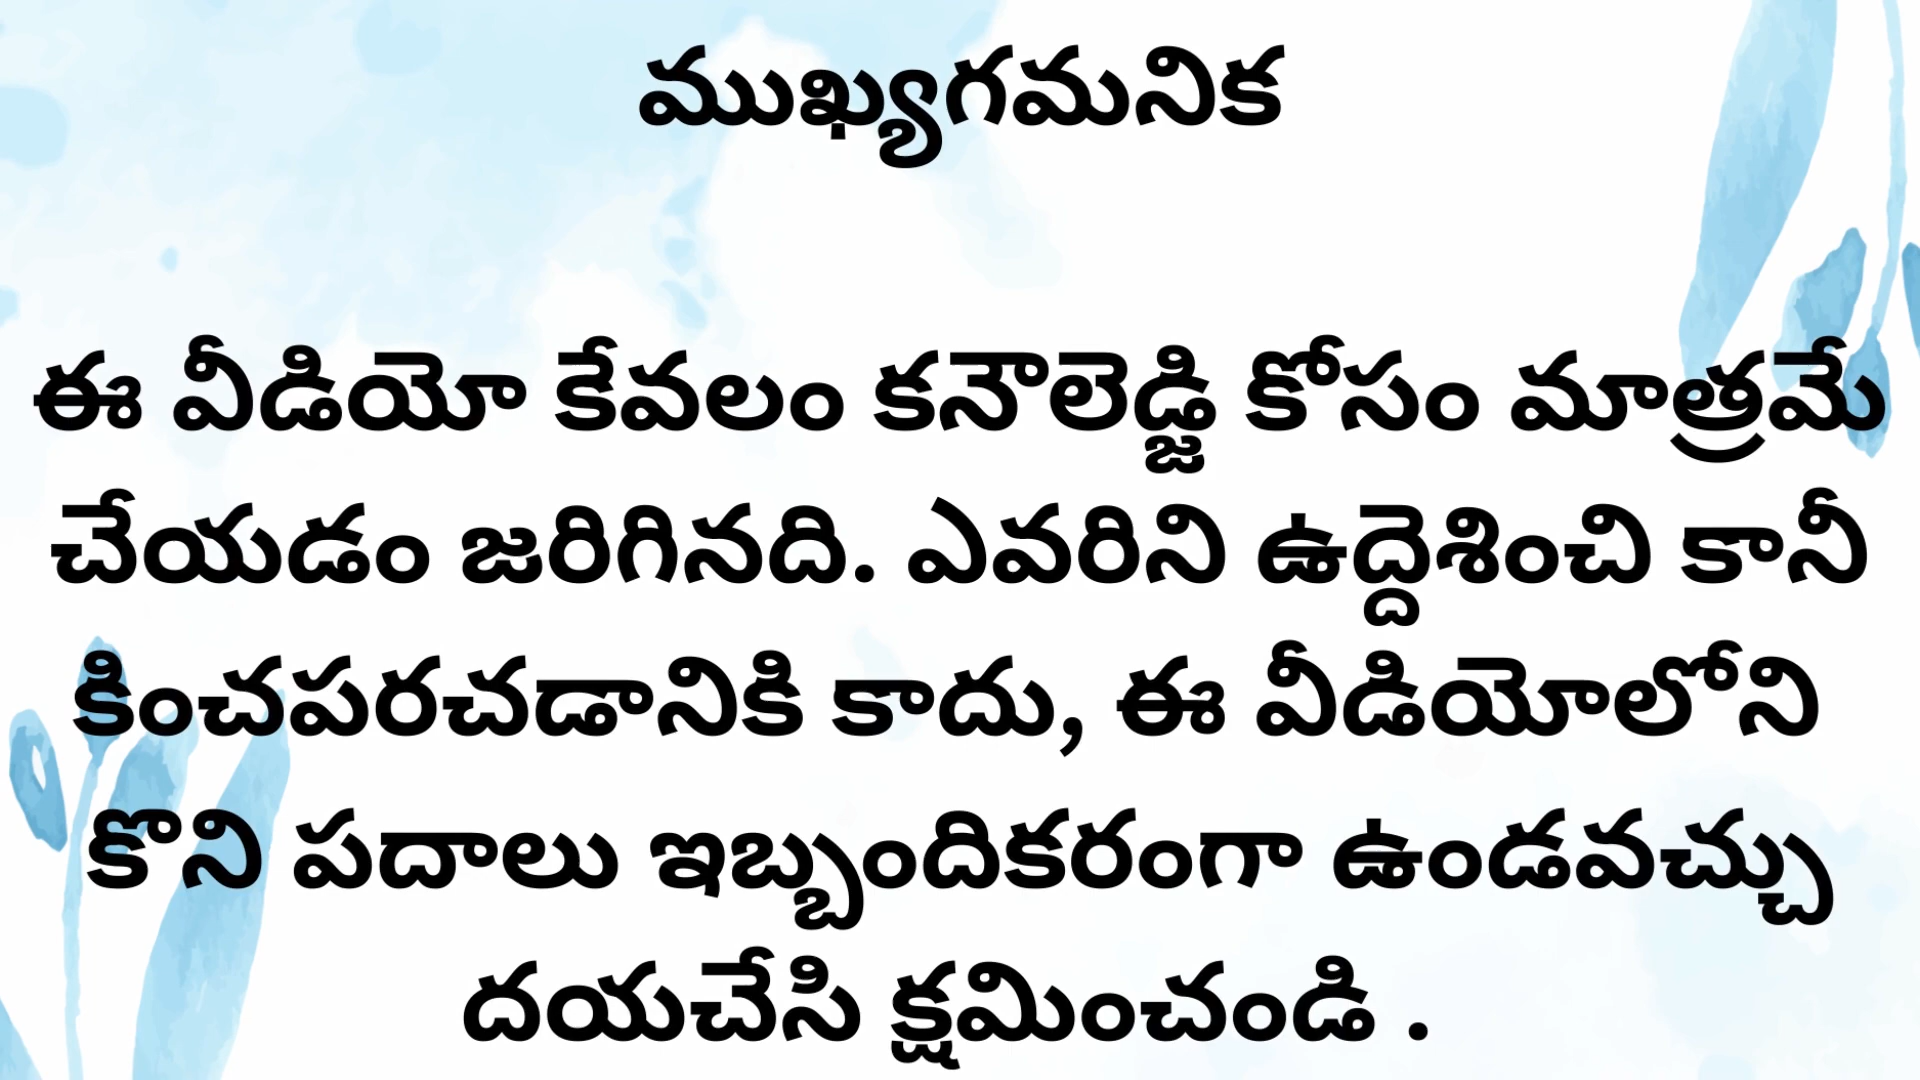 ముఖ్యగమనిక
ఈ వీడియో కేవలం కనౌలెడ్జి కోసం మాత్రమే
చేయడం జరిగినది. ఎవరిని ఉద్దెశించి కానీ
కించపరచడానికి కాదు, ఈ వీడియోలోని
కొని పదాలు ఇబ్బందికరంగా ఉండవచ్చు
దయచేసి క్షమించండి .